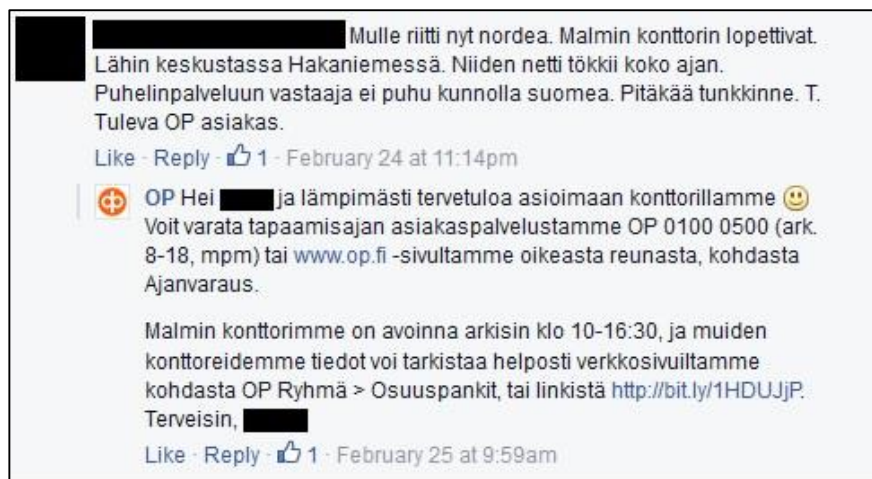 Mulle riitti nyt nordea. Malmin konttorin lopettivat.
Lähin keskustassa Hakaniemessä. Niiden netti tökkii koko ajan.
Puhelinpalveluun vastaaja ei puhu kunnolla suomea. Pitäkää tunkkinne. T.
Tuleva OP asiakas.
Like · Reply · 1 · February 24 at 11:14pm
OP Hei ja lämpimästi tervetuloa asioimaan konttorillamme
Voit varata tapaamisajan asiakaspalvelustamme OP 0100 0500 (ark.
8-18, mpm) tai www.op.fi -sivultamme oikeasta reunasta, kohdasta
Ajanvaraus.
Malmin konttorimme on avoinna arkisin klo 10-16:30, ja muiden
konttoreidemme tiedot voi tarkistaa helposti verkkosivuiltamme
kohdasta OP Ryhmä > Osuuspankit, tai linkistä http://bit.ly/1HDUJjP.
Terveisin,
Like · Reply · 1 · February 25 at 9:59am